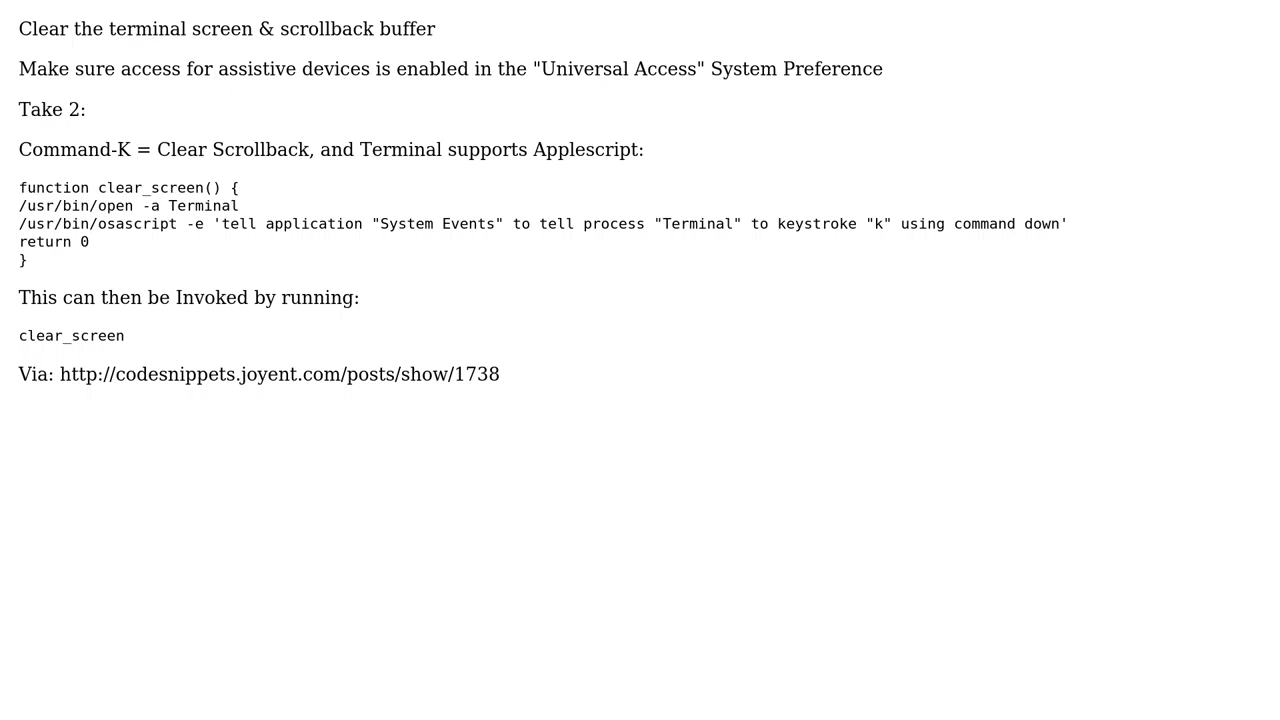 Clear the terminal screen & scrollback buffer
Make sure access for assistive devices is enabled in the "Universal Access" System Preference
Take 2:
Command-K = Clear Scrollback, and Terminal supports Applescript:
function clear_screen() {
/usr/bin/open -a Terminal
/usr/bin/osascript -e 'tell application "System Events" to tell process "Terminal" to keystroke "k" using command down'
return 0
}
This can then be Invoked by running:
clear_screen
Via: http://codesnippets.joyent.com/posts/show/1738